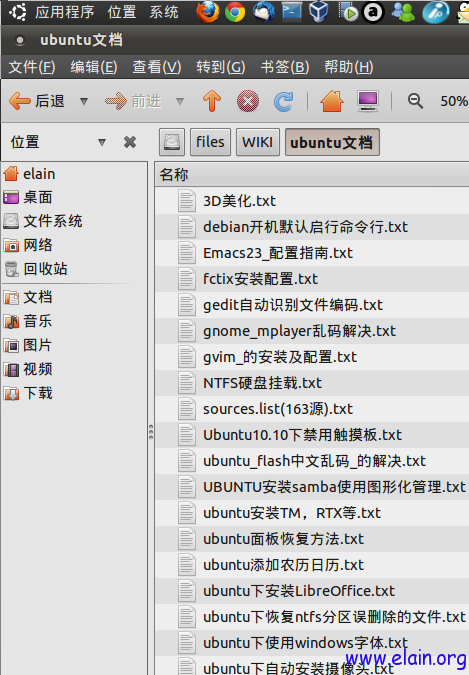 应用程序 位置 系统
ubuntu文档
文件(F) 编辑(E) 查看(V) 转到(G) 书签(B) 帮助(H)
后退 前进 50%
位置 files WIKI ubuntu文档
名称
elain
桌面
文件系统
网络
回收站
文档
音乐
图片
视频
下载
3D美化.txt
debian开机默认启行命令行.txt
Emacs23_配置指南.txt
fctix安装配置.txt
gedit自动识别文件编码.txt
gnome_mplayer乱码解决.txt
gvim_的安装及配置.txt
NTFS硬盘挂载.txt
sources.list(163源).txt
Ubuntu10.10下禁用触摸板.txt
ubuntu_flash中文乱码_的解决.txt
UBUNTU安装samba使用图形化管理.txt
ubuntu安装TM，RTX等.txt
ubuntu面板恢复方法.txt
ubuntu添加农历日历.txt
ubuntu下安装LibreOffice.txt
ubuntu下恢复ntfs分区误删除的文件.txt
ubuntu下使用windows字体.txt
ubuntu下自动安装摄像头.txt
www.elain.org